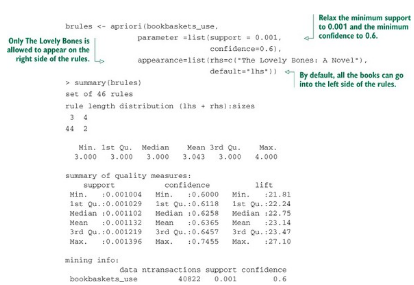 brules <- apriori(bookbaskets_use,
parameter =list(support = 0.001,
confidence=0.6),
Relax the minimum support
to 0.001 and the minimum
confidence to 0.6.
Only The Lovely Bones is
allowed to appear on the
right side of the rules.
appearance=list(rhs=c("The Lovely Bones: A Novel"),
default="lhs"))
By default, all the books can go
into the left side of the rules.
> summary(brules)
set of 46 rules
rule length distribution (lhs + rhs):sizes
3 4
44 2
Min. 1st Qu. Median Mean 3rd Qu. Max.
3.000 3.000 3.000 3.043 3.000 4.000
summary of quality measures:
support confidence lift
Min. :0.001004 Min. :0.6000 Min. :21.81
1st Qu.:0.001029 1st Qu.:0.6118 1st Qu.:22.24
Median :0.001102 Median :0.6258 Median :22.75
Mean :0.001132 Mean :0.6365 Mean :23.14
3rd Qu.:0.001219 3rd Qu.:0.6457 3rd Qu.:23.47
Max. :0.001396 Max. :0.7455 Max. :27.10
mining info:
data ntransactions support confidence
bookbaskets_use 40822 0.001 0.6